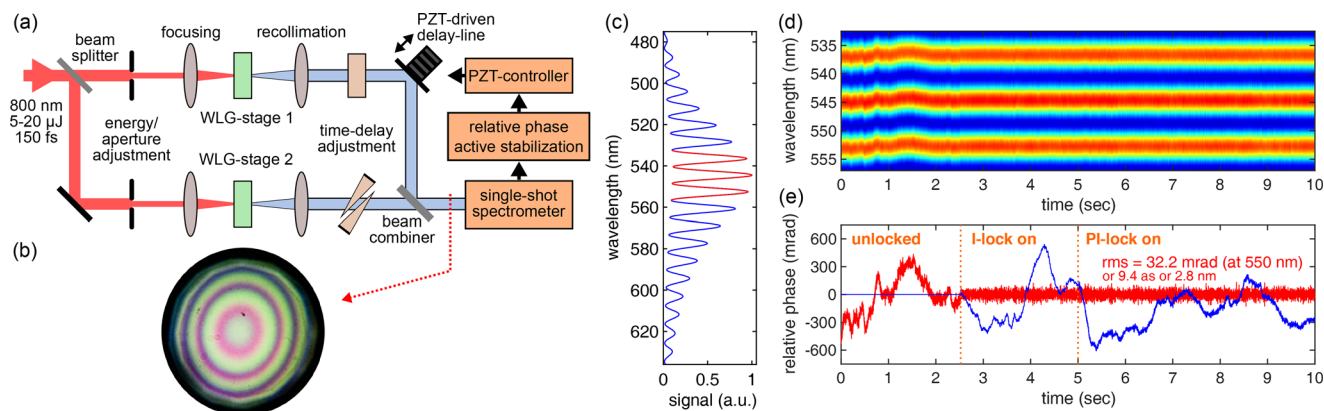 (a)
beam
splitter
focusing
recollimation
PZT-driven
delay-line
PZT-controller
800 nm
5-20 µJ
150 fs
WLG-stage 1
energy/
aperture
adjustment
WLG-stage 2
time-delay
adjustment
relative phase
active stabilization
single-shot
spectrometer
beam
combiner
(b)
(c)
480
500
520
540
560
580
600
620
wavelength (nm)
0
0.5
1
signal (a.u.)
(d)
535
545
550
555
wavelength (nm)
0 1 2 3 4 5 6 7 8 9 10
time (sec)
(e)
600
300
0
-300
-600
relative phase (mrad)
unlocked
I-lock on
PI-lock on
rms = 32.2 mrad (at 550 nm)
or 9.4 as or 2.8 nm
0 1 2 3 4 5 6 7 8 9 10
time (sec)